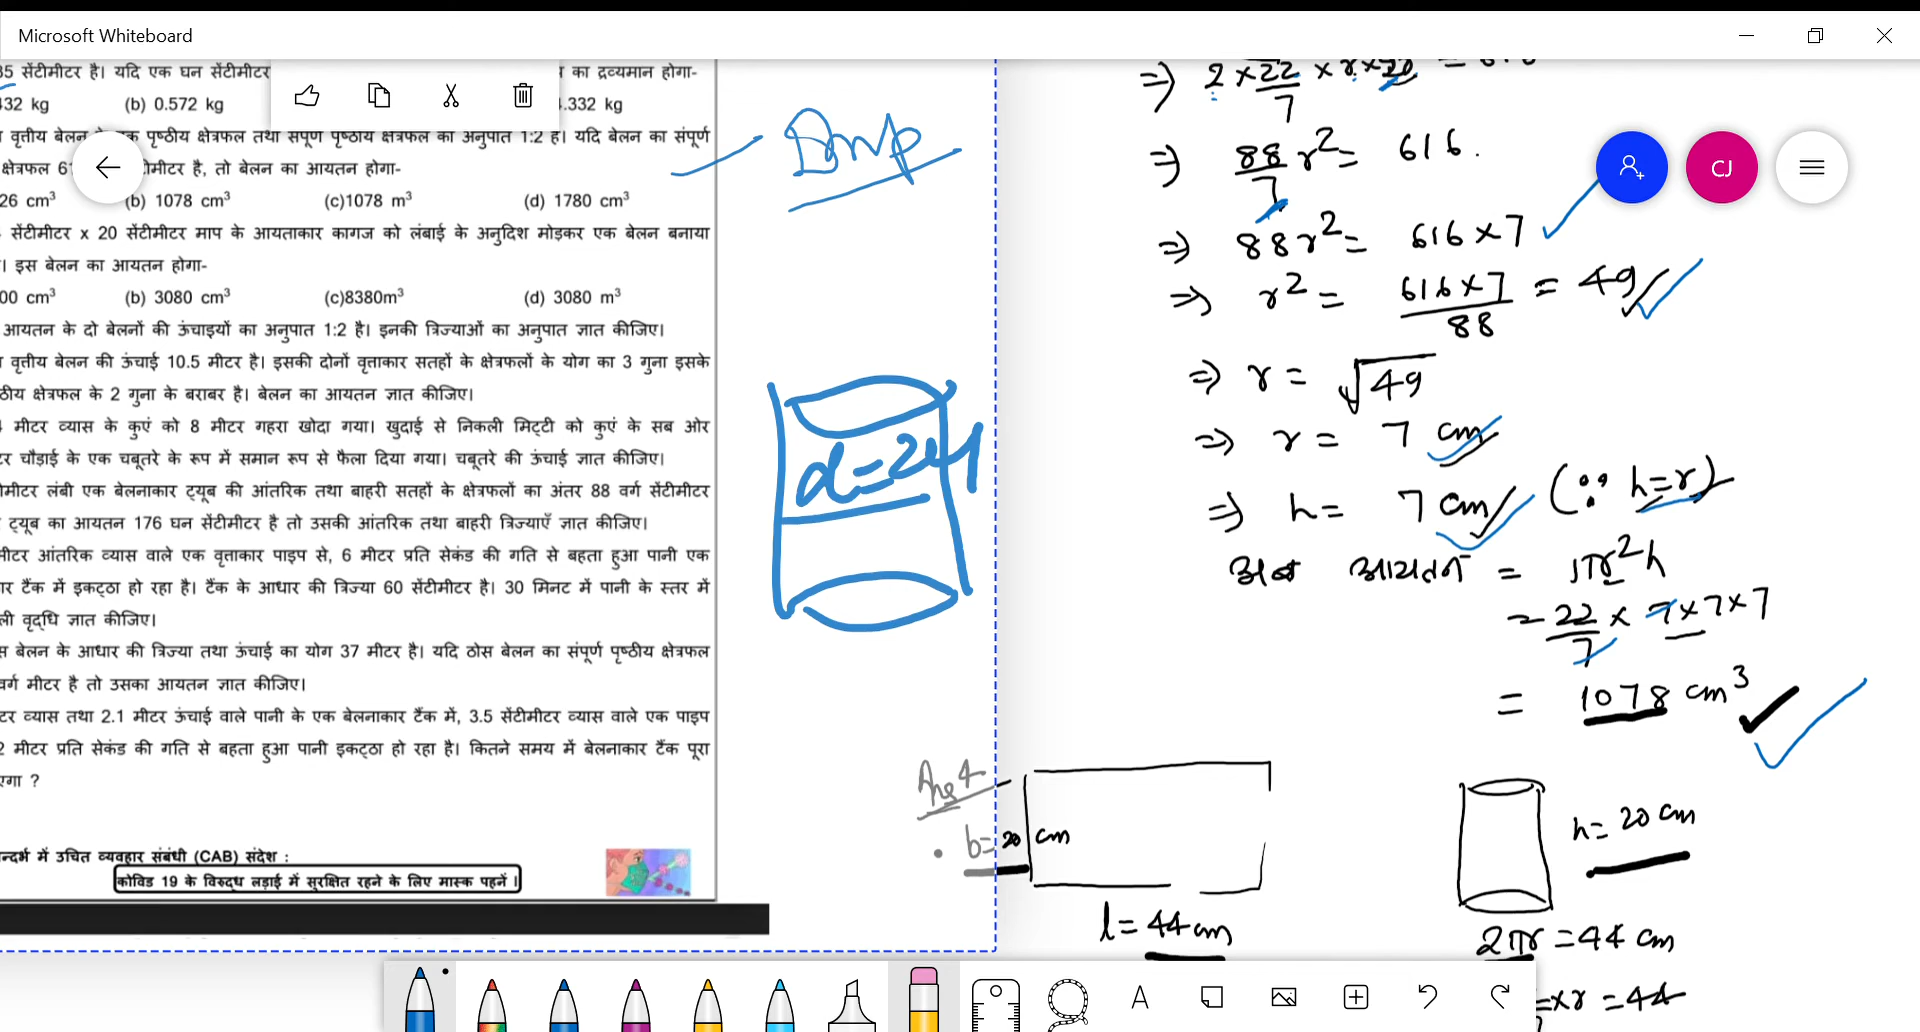 Microsoft Whiteboard
35 सेंटीमीटर है। यदि एक घन सेंटीमीटर का द्रव्यमान होगा-
32 kg (b) 0.572 kg .332 kg
वृत्तीय बेलन के एक पृष्ठीय क्षेत्रफल तथा संपूर्ण पृष्ठीय क्षेत्रफल का अनुपात 1:2 है। यदि बेलन का संपूर्ण
क्षेत्रफल 6 टीमीटर है, तो बेलन का आयतन होगा-
26 cm³ (b) 1078 cm³ (c)1078 m³ (d) 1780 cm³
सेंटीमीटर x 20 सेंटीमीटर माप के आयताकार कागज को लंबाई के अनुदिश मोड़कर एक बेलन बनाया
। इस बेलन का आयतन होगा-
00 cm³ (b) 3080 cm³ (c)8380m³ (d) 3080 m³
आयतन के दो बेलनों की ऊंचाइयों का अनुपात 1:2 है। इनकी त्रिज्याओं का अनुपात ज्ञात कीजिए।
वृत्तीय बेलन की ऊंचाई 10.5 मीटर है। इसकी दोनों वृत्ताकार सतहों के क्षेत्रफलों के योग का 3 गुना इसके
ठीय क्षेत्रफल के 2 गुना के बराबर है। बेलन का आयतन ज्ञात कीजिए।
मीटर व्यास के कुएं को 8 मीटर गहरा खोदा गया। खुदाई से निकली मिट्टी को कुएं के सब ओर
र चौड़ाई के एक चबूतरे के रूप में समान रूप से फैला दिया गया। चबूतरे की ऊंचाई ज्ञात कीजिए।
मीटर लंबी एक बेलनाकार ट्यूब की आंतरिक तथा बाहरी सतहों के क्षेत्रफलों का अंतर 88 वर्ग सेंटीमीटर
ट्यूब का आयतन 176 घन सेंटीमीटर है तो उसकी आंतरिक तथा बाहरी त्रिज्याएँ ज्ञात कीजिए।
मीटर आंतरिक व्यास वाले एक वृत्ताकार पाइप से, 6 मीटर प्रति सेकंड की गति से बहता हुआ पानी एक
ार टैंक में इकट्ठा हो रहा है। टैंक के आधार की त्रिज्या 60 सेंटीमीटर है। 30 मिनट में पानी के स्तर में
ली वृद्धि ज्ञात कीजिए।
स बेलन के आधार की त्रिज्या तथा ऊंचाई का योग 37 मीटर है। यदि ठोस बेलन का संपूर्ण पृष्ठीय क्षेत्रफल
वर्ग मीटर है तो उसका आयतन ज्ञात कीजिए।
टर व्यास तथा 2.1 मीटर ऊंचाई वाले पानी के एक बेलनाकार टैंक में, 3.5 सेंटीमीटर व्यास वाले एक पाइप
2 मीटर प्रति सेकंड की गति से बहता हुआ पानी इकट्ठा हो रहा है। कितने समय में बेलनाकार टैंक पूरा
एगा ?
न्दर्भ में उचित व्यवहार संबंधी (CAB) संदेश :
कोविड 19 के विरुद्ध लड़ाई में सुरक्षित रहने के लिए मास्क पहनें ।
⇒ 88/7 r² = 616.
⇒ 88r² = 616×7
⇒ r² = 616×7/88 = 49
⇒ r = √49
⇒ r = 7 cm
⇒ h = 7 cm (∵ h=r)
आयतन = πr²h
= 22/7 × 7×7×7
= 1078 cm³
CJ
Ans 4
b= 20 cm
l = 44 cm
h= 20 cm
2πr = 44 cm
×r = 44
A